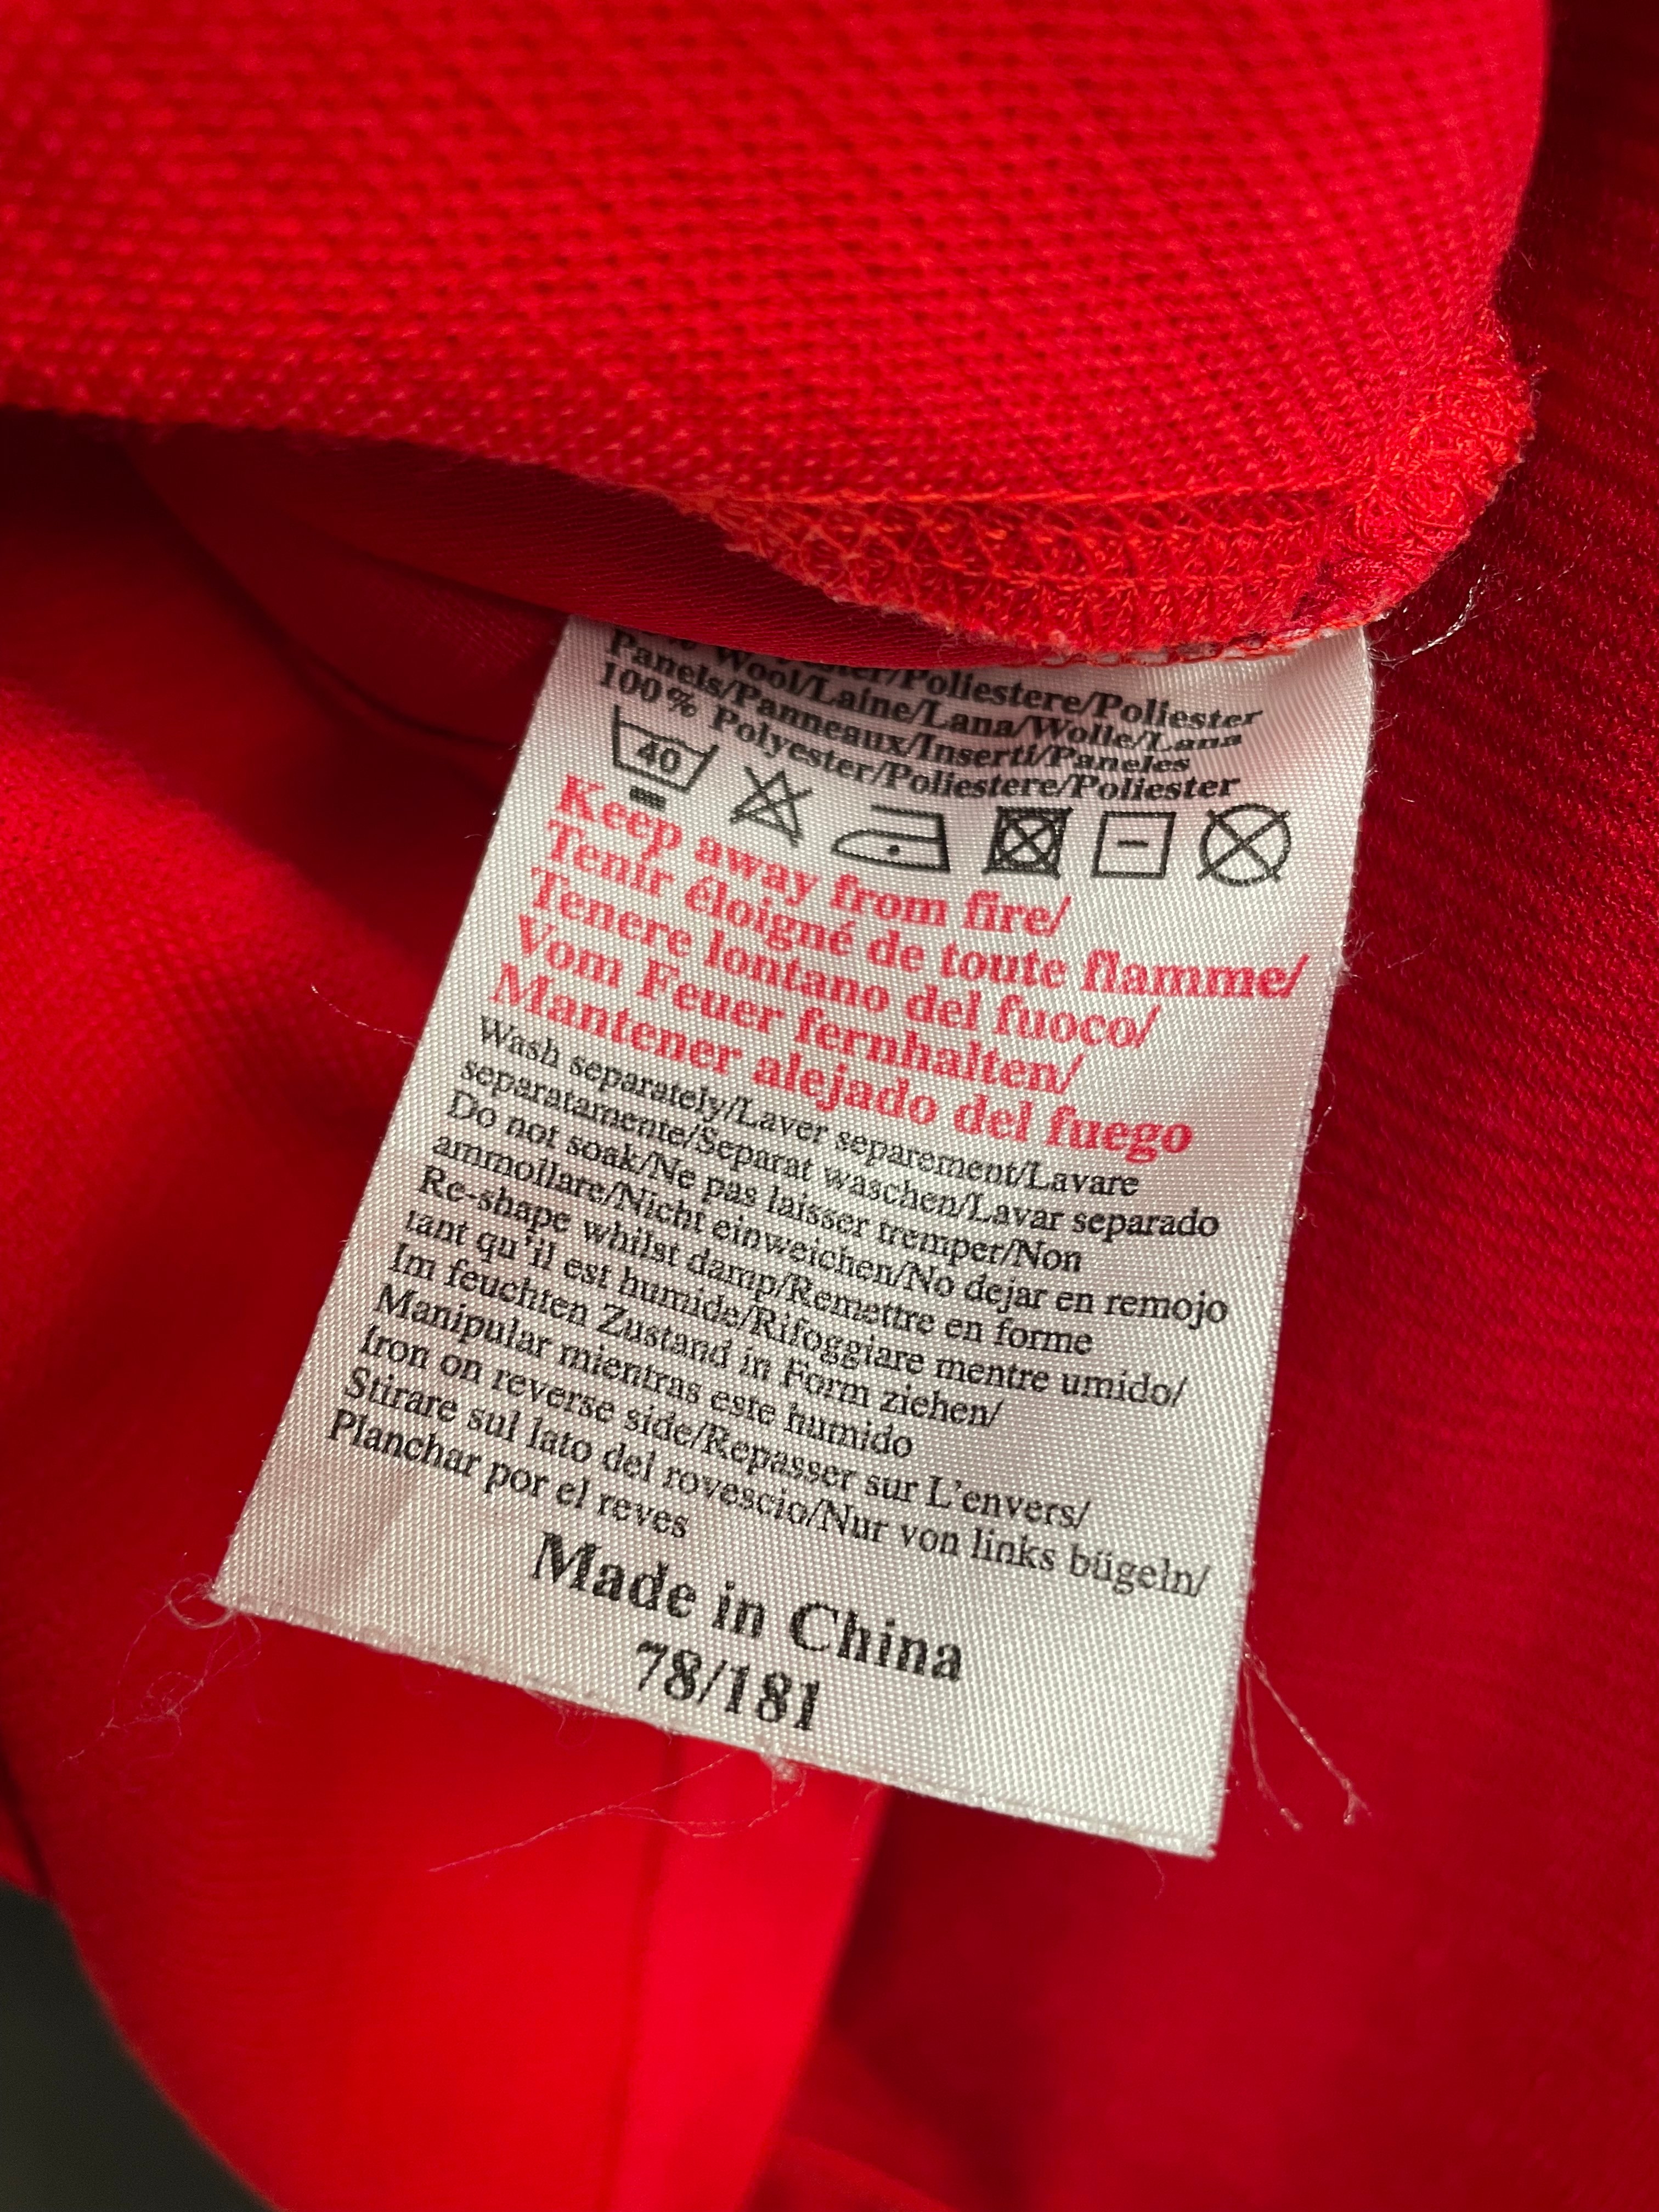 Wool/Laine/Lana/Wolle/Lana
Panels/Panneaux/Inserti/Paneles
100% Polyester/Poliestere/Poliester
40
Keep away from fire/
Tenir éloigné de toute flamme/
Tenere lontano del fuoco/
Vom Feuer fernhalten/
Mantener alejado del fuego
Wash separately/Laver separement/Lavare
separatamente/Separat waschen/Lavar separado
Do not soak/Ne pas laisser tremper/Non
ammollare/Nicht einweichen/No dejar en remojo
Re-shape whilst damp/Remettre en forme
tant qu'il est humide/Rifoggiare mentre umido/
Im feuchten Zustand in Form ziehen/
Manipular mientras este humido
Iron on reverse side/Repasser sur L'envers/
Stirare sul lato del rovescio/Nur von links bügeln/
Planchar por el reves
Made in China
78/181